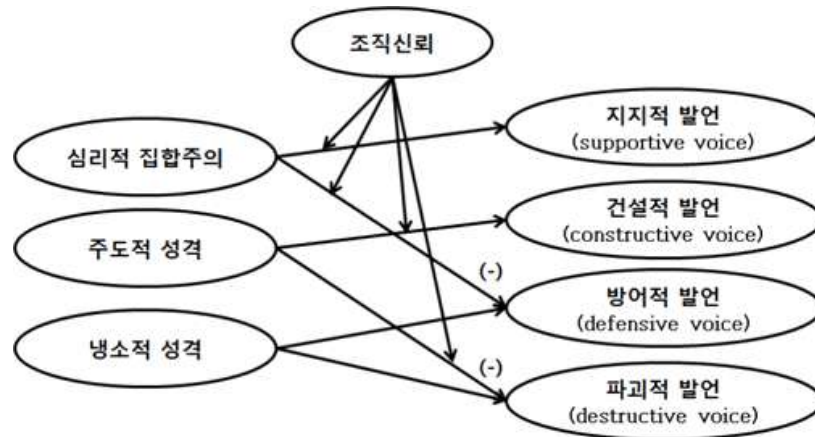 조직신뢰
심리적 집합주의
주도적 성격
냉소적 성격
지지적 발언
(supportive voice)
건설적 발언
(constructive voice)
(-)
방어적 발언
(defensive voice)
(-)
파괴적 발언
(destructive voice)